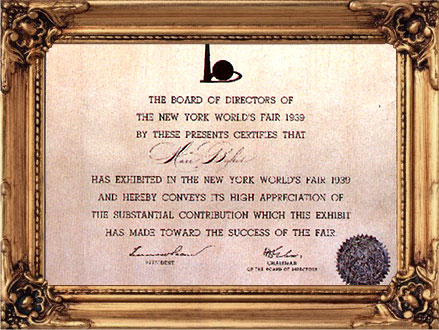 THE BOARD OF DIRECTORS OF
THE NEW YORK WORLD'S FAIR 1939
BY THESE PRESENTS CERTIFIES THAT
HAS EXHIBITED IN THE NEW YORK WORLD'S FAIR 1939
AND HEREBY CONVEYS ITS HIGH APPRECIATION OF
THE SUBSTANTIAL CONTRIBUTION WHICH THIS EXHIBIT
HAS MADE TOWARD THE SUCCESS OF THE FAIR
PRESIDENT
CHAIRMAN
OF THE BOARD OF DIRECTORS